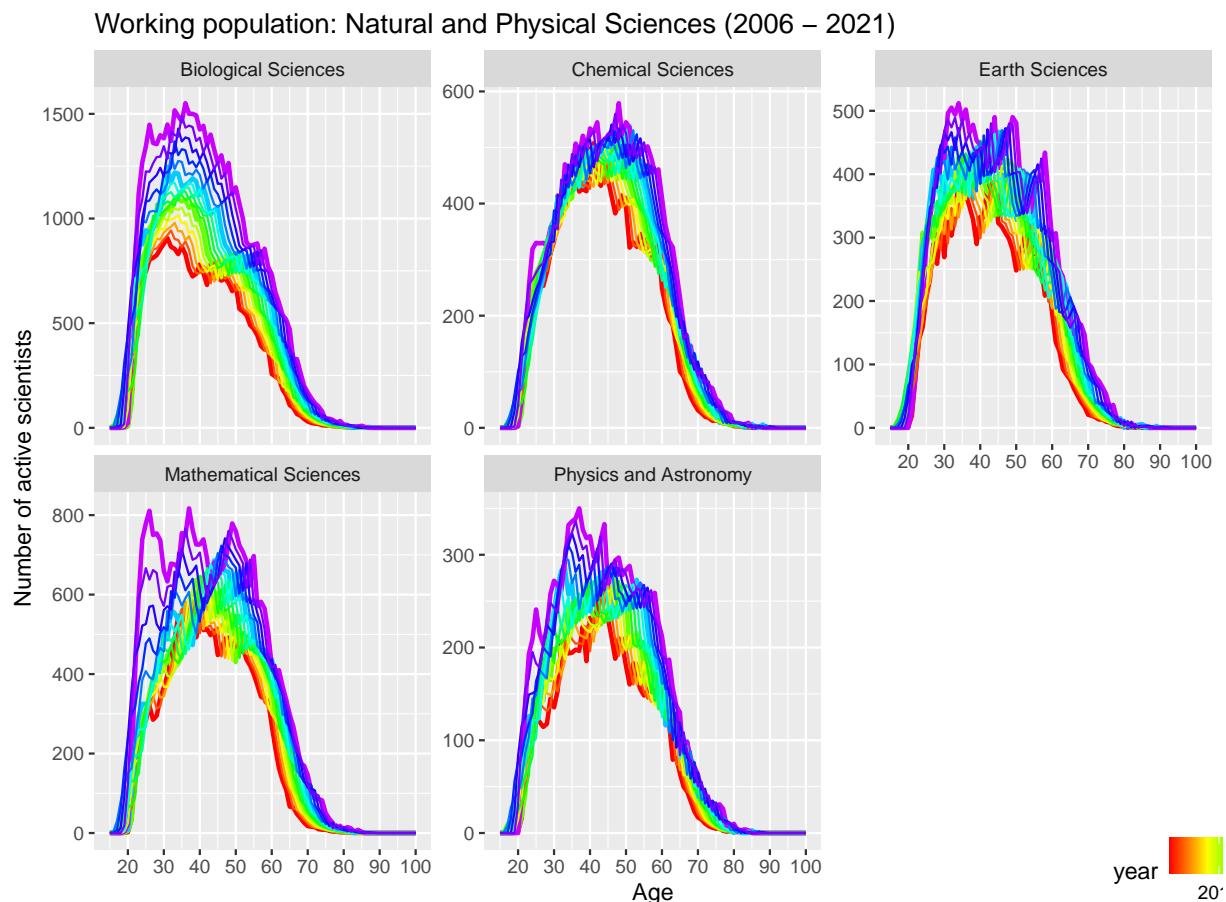 Working population: Natural and Physical Sciences (2006 – 2021)
Biological Sciences
Chemical Sciences
Earth Sciences
1500
1000
500
0
600
400
200
0
500
400
300
200
100
0
20 30 40 50 60 70 80 90 100
Mathematical Sciences
Physics and Astronomy
800
600
400
200
0
300
200
100
0
20 30 40 50 60 70 80 90 100
20 30 40 50 60 70 80 90 100
Number of active scientists
Age
year